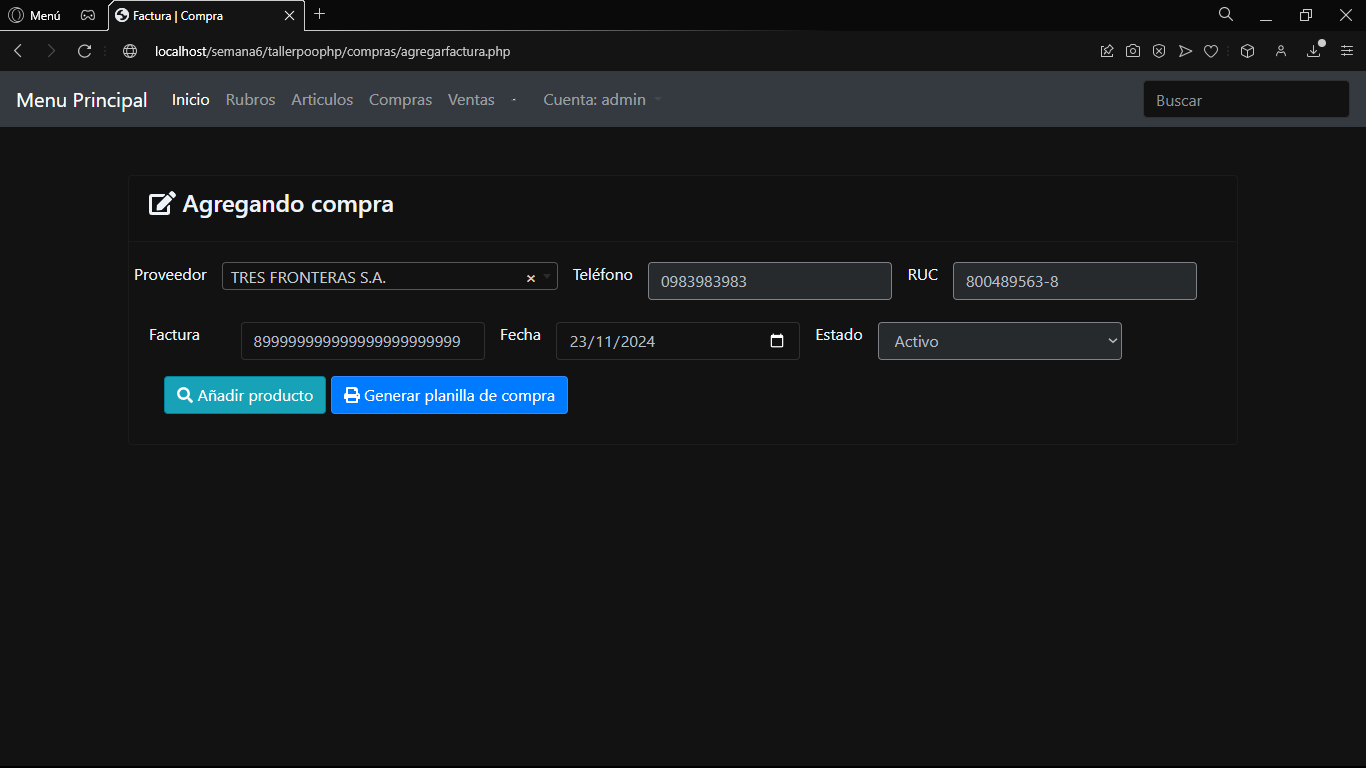 Menú
Factura | Compra
localhost/semana6/tallerpoophp/compras/agregarfactura.php
Menu Principal Inicio Rubros Articulos Compras Ventas - Cuenta: admin Buscar
Agregando compra
Proveedor TRES FRONTERAS S.A. × Teléfono 0983983983 RUC 800489563-8
Factura Fecha 23/11/2024 Estado Activo
Añadir producto Generar planilla de compra